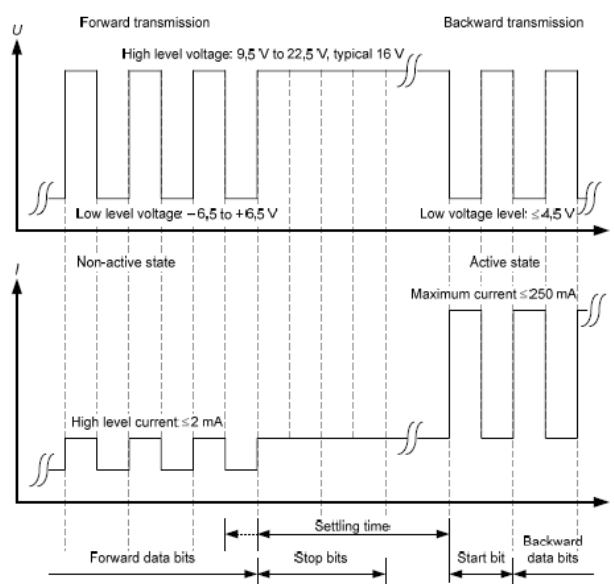 Forward transmission
Backward transmission
U
High level voltage: 9,5 V to 22,5 V, typical 16 V
Low level voltage: −6,5 to +6,5 V
Low voltage level: ≤4,5 V
I
Non-active state
Active state
Maximum current ≤250 mA
High level current ≤2 mA
Settling time
Forward data bits
Stop bits
Start bit
Backward
data bits